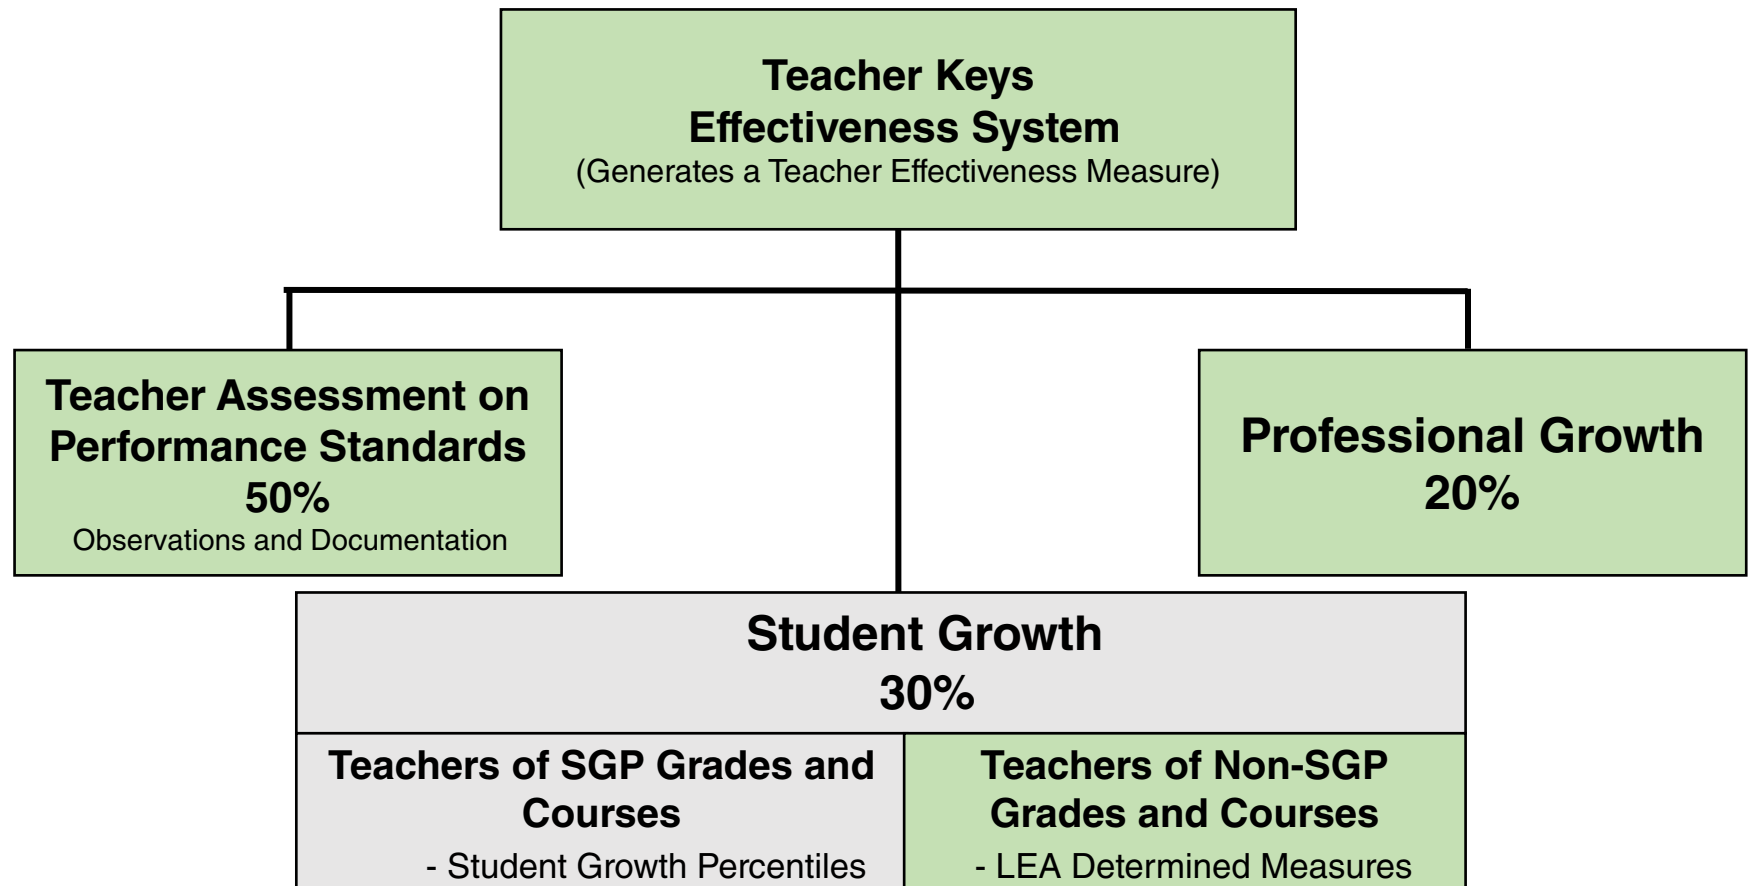 Teacher Keys
Effectiveness System
(Generates a Teacher Effectiveness Measure)
Teacher Assessment on
Performance Standards
50%
Observations and Documentation
Professional Growth
20%
Student Growth
30%
Teachers of SGP Grades and
Courses
- Student Growth Percentiles
Teachers of Non-SGP
Grades and Courses
- LEA Determined Measures